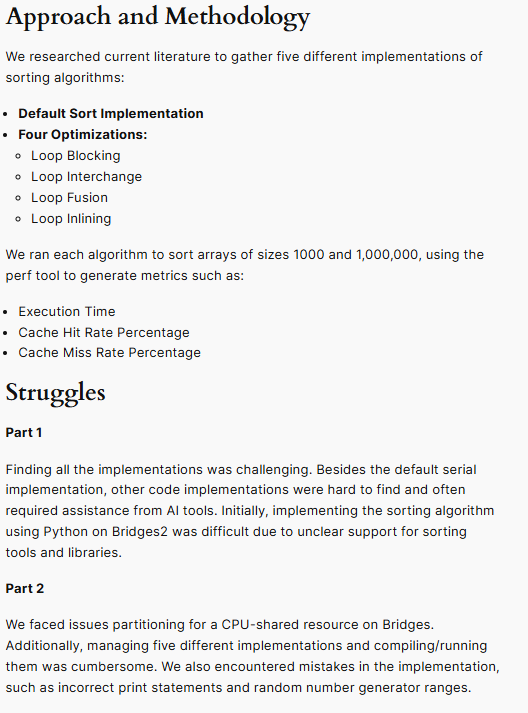 Approach and Methodology
We researched current literature to gather five different implementations of
sorting algorithms:
• Default Sort Implementation
• Four Optimizations:
◦ Loop Blocking
◦ Loop Interchange
◦ Loop Fusion
◦ Loop Inlining
We ran each algorithm to sort arrays of sizes 1000 and 1,000,000, using the
perf tool to generate metrics such as:
• Execution Time
• Cache Hit Rate Percentage
• Cache Miss Rate Percentage
Struggles
Part 1
Finding all the implementations was challenging. Besides the default serial
implementation, other code implementations were hard to find and often
required assistance from AI tools. Initially, implementing the sorting algorithm
using Python on Bridges2 was difficult due to unclear support for sorting
tools and libraries.
Part 2
We faced issues partitioning for a CPU-shared resource on Bridges.
Additionally, managing five different implementations and compiling/running
them was cumbersome. We also encountered mistakes in the implementation,
such as incorrect print statements and random number generator ranges.